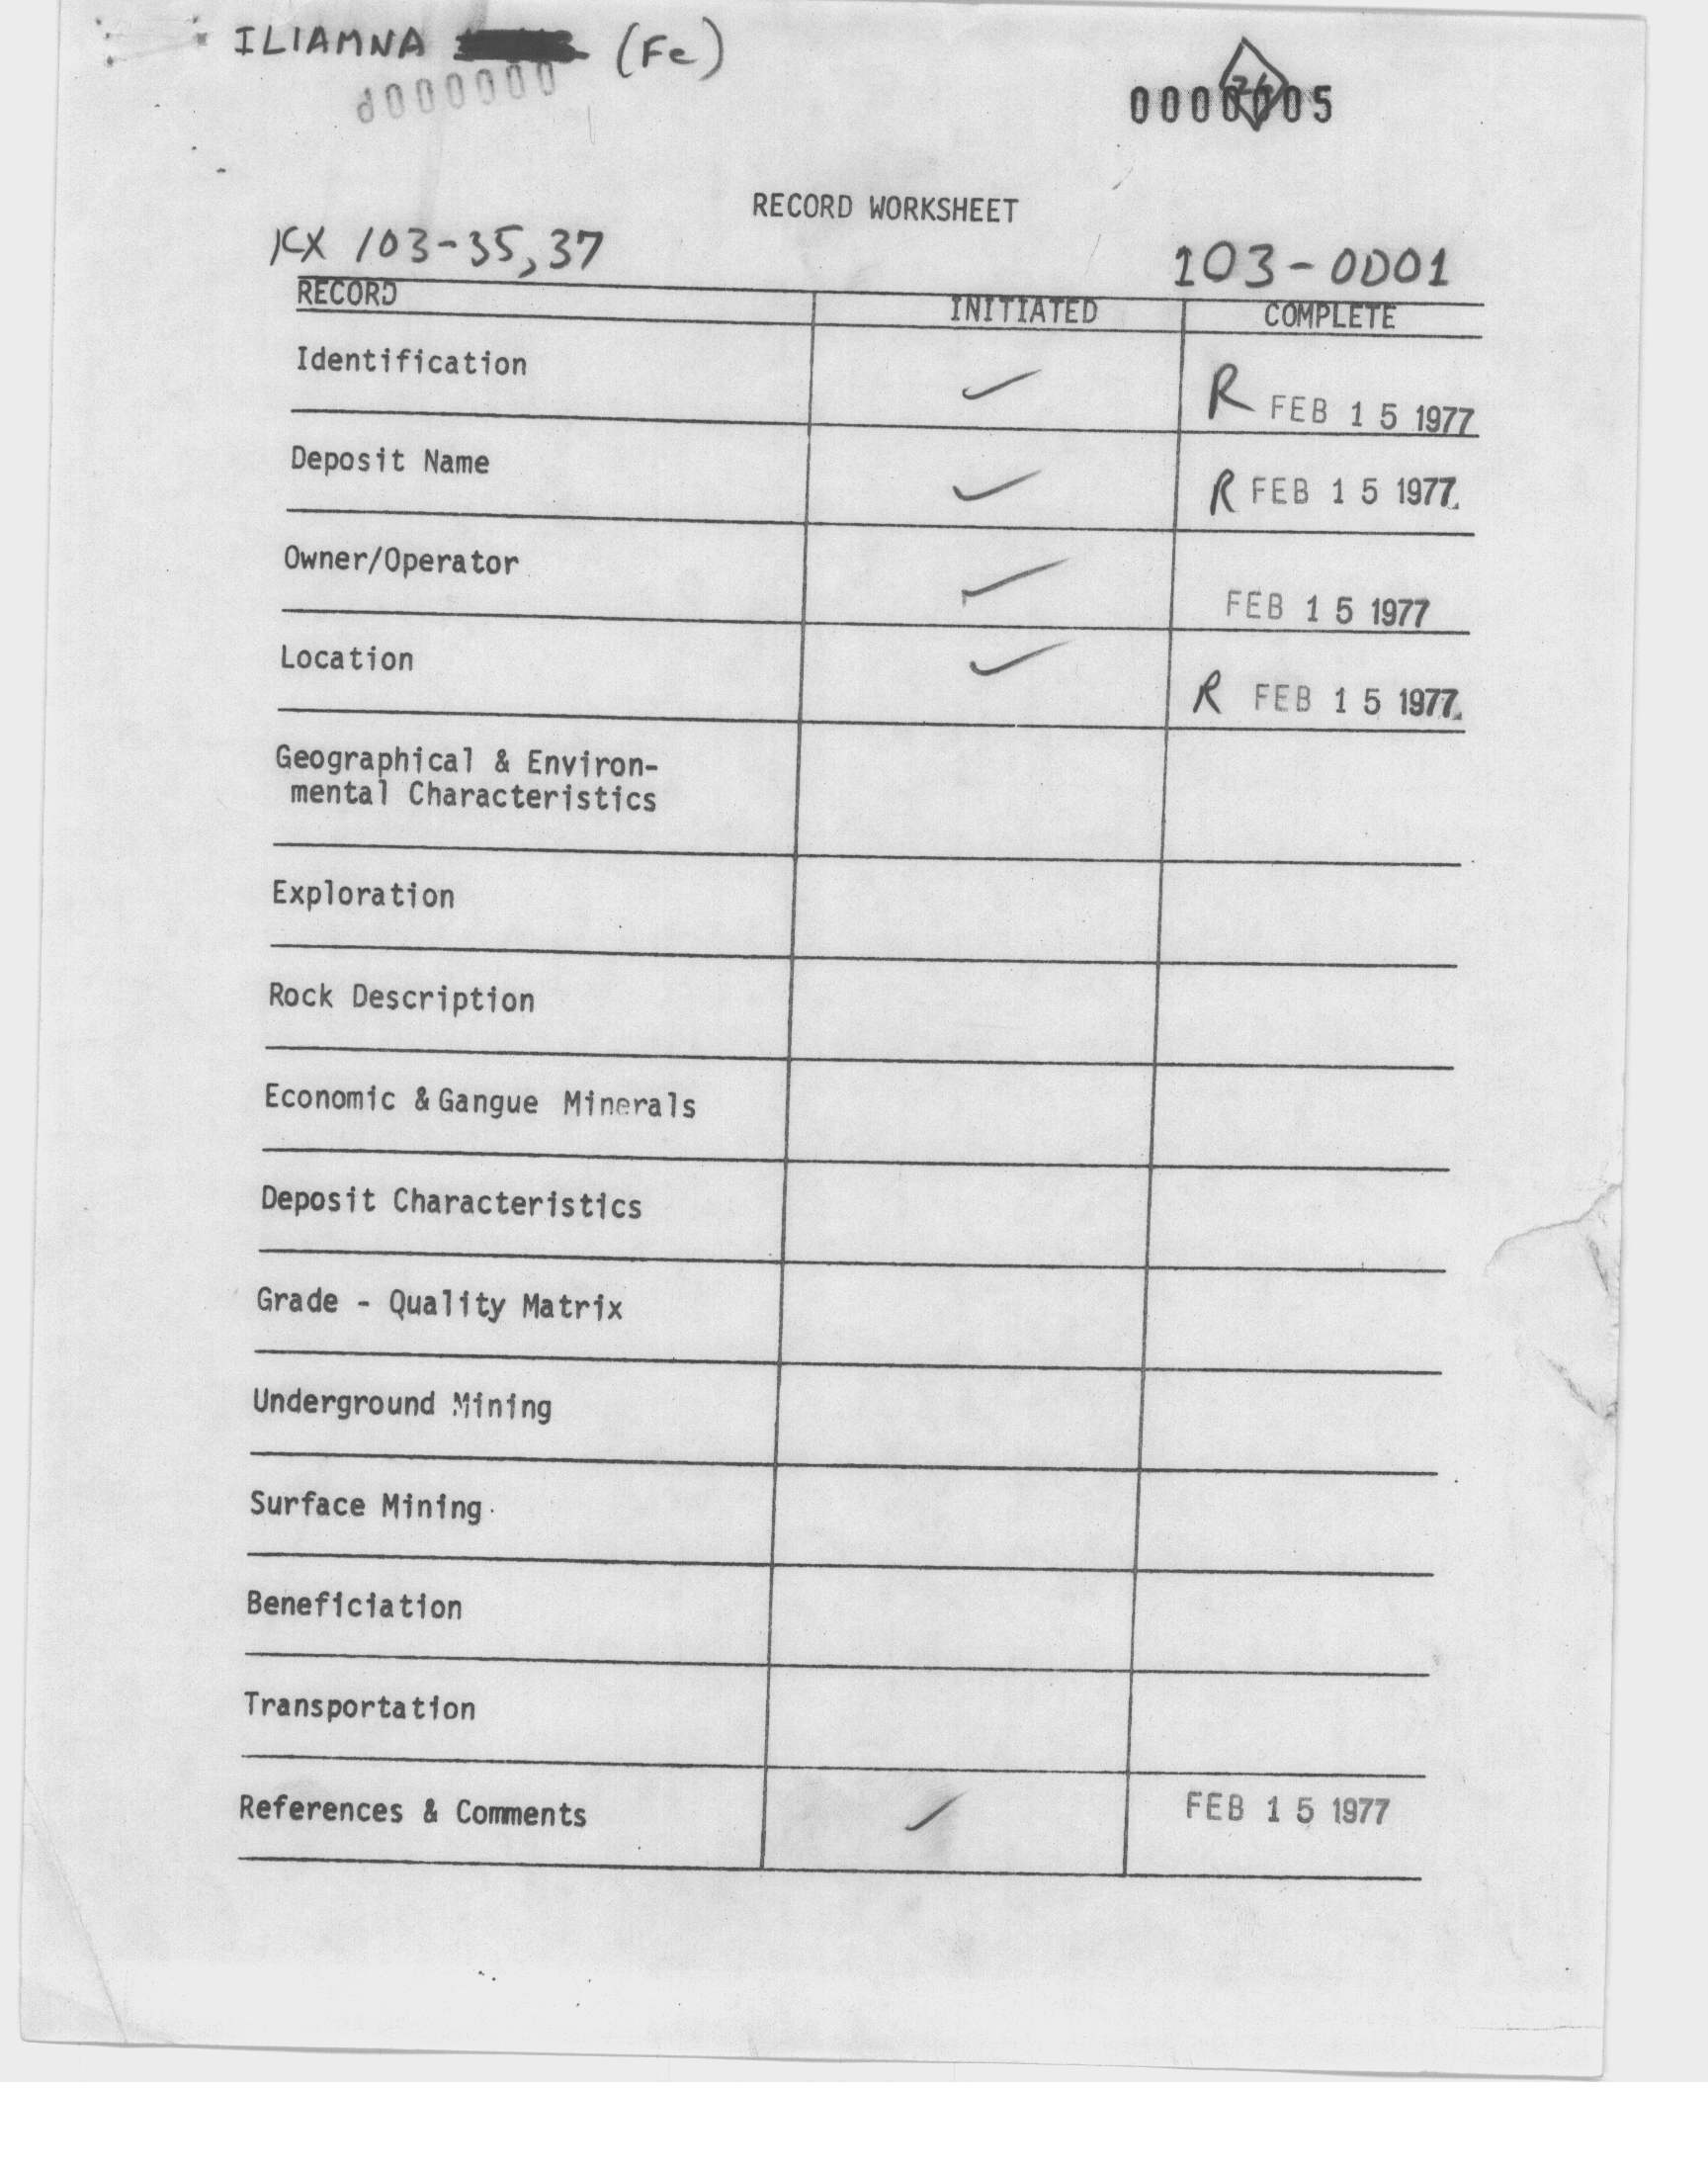 ILIAMNA (Fe)
0000005
RECORD WORKSHEET
KX 103-35,37
103-0001
RECORD INITIATED COMPLETE
Identification ✓ R FEB 15 1977
Deposit Name ✓ R FEB 15 1977
Owner/Operator ✓ FEB 15 1977
Location ✓ R FEB 15 1977
Geographical & Environ-
mental Characteristics
Exploration
Rock Description
Economic & Gangue Minerals
Deposit Characteristics
Grade - Quality Matrix
Underground Mining
Surface Mining
Beneficiation
Transportation
References & Comments ✓ FEB 15 1977